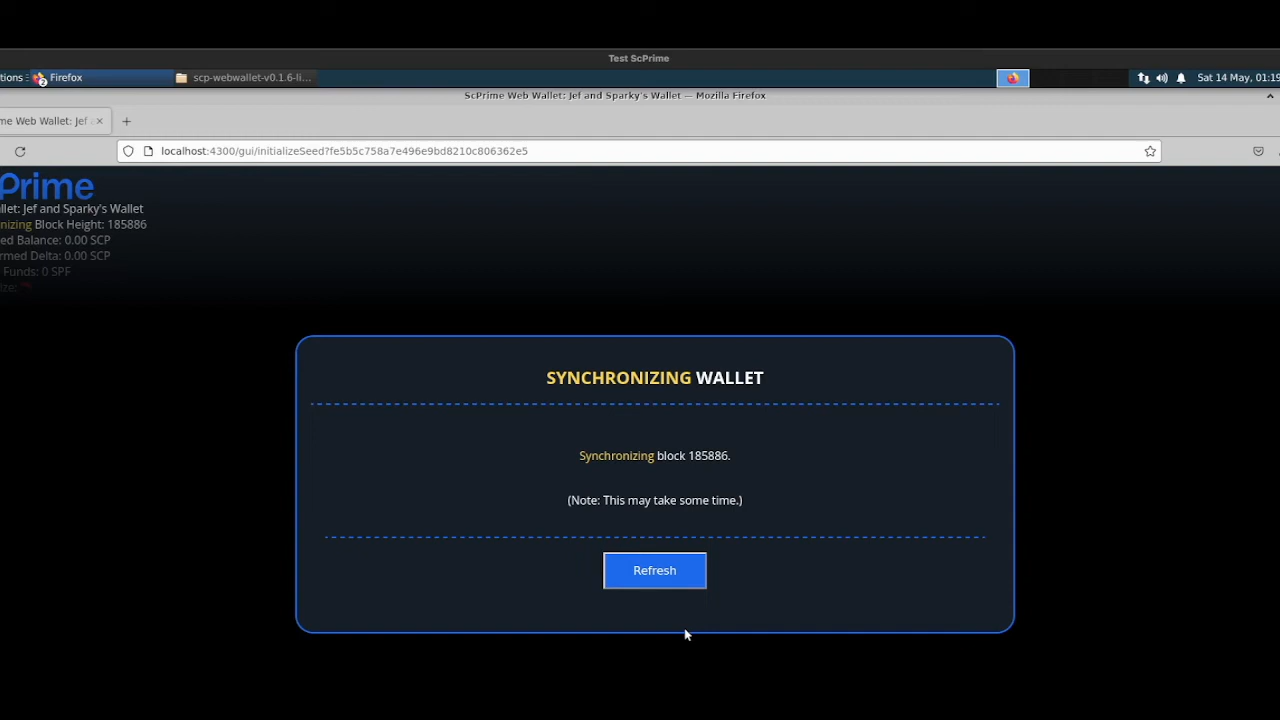 Test ScPrime
tions
Firefox
scp-webwallet-v0.1.6-li...
Sat 14 May, 01:19
ScPrime Web Wallet: Jef and Sparky's Wallet — Mozilla Firefox
me Web Wallet: Jef
localhost:4300/gui/initializeSeed?fe5b5c758a7e496e9bd8210c806362e5
Prime
llet: Jef and Sparky's Wallet
nizing Block Height: 185886
ed Balance: 0.00 SCP
rmed Delta: 0.00 SCP
Funds: 0 SPF
ize:
SYNCHRONIZING WALLET
Synchronizing block 185886.
(Note: This may take some time.)
Refresh